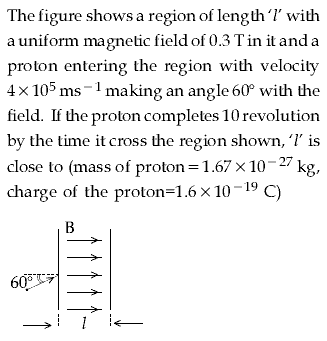 The figure shows a region of length 'l' with
a uniform magnetic field of 0.3 T in it and a
proton entering the region with velocity
4×10⁵ ms⁻¹ making an angle 60° with the
field. If the proton completes 10 revolution
by the time it cross the region shown, 'l' is
close to (mass of proton = 1.67×10⁻²⁷ kg,
charge of the proton=1.6×10⁻¹⁹ C)
B
60°
l